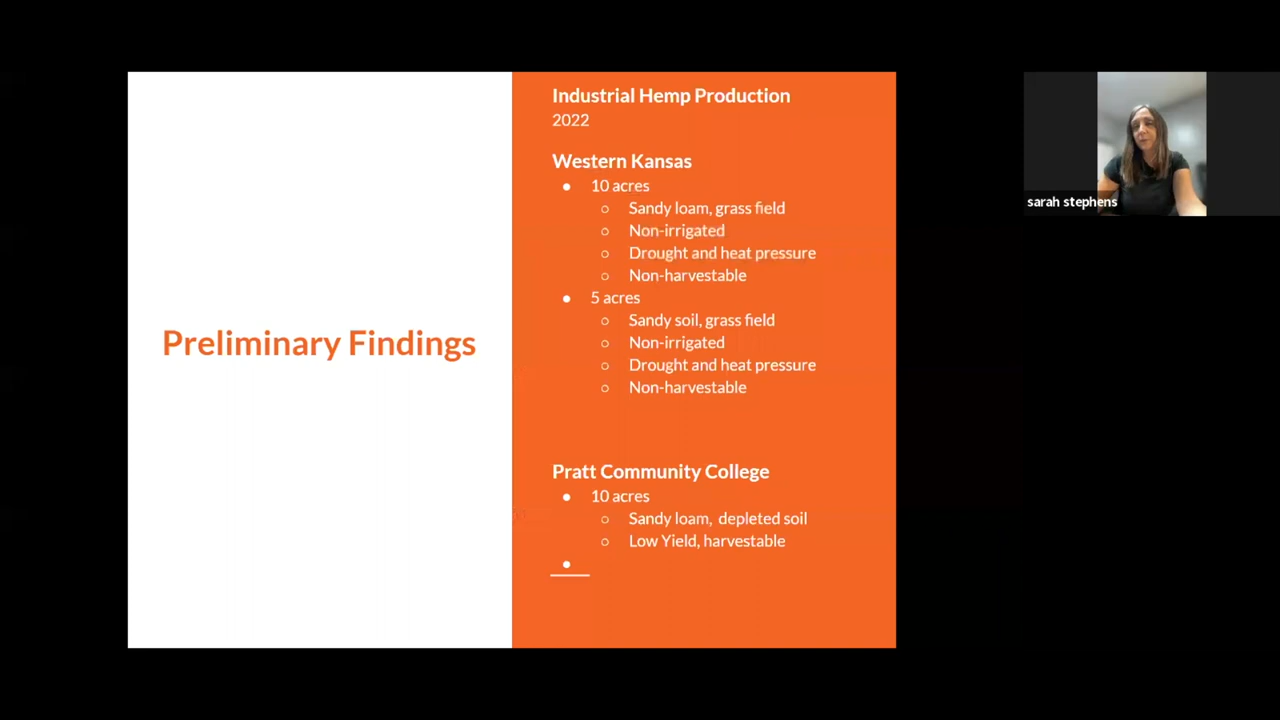 Preliminary Findings
Industrial Hemp Production
2022
Western Kansas
● 10 acres
○ Sandy loam, grass field
○ Non-irrigated
○ Drought and heat pressure
○ Non-harvestable
● 5 acres
○ Sandy soil, grass field
○ Non-irrigated
○ Drought and heat pressure
○ Non-harvestable
Pratt Community College
● 10 acres
○ Sandy loam, depleted soil
○ Low Yield, harvestable
●
sarah stephens